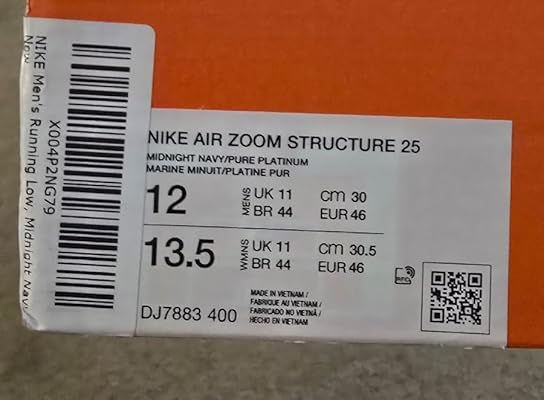 NIKE Men's Running Low, Midnight Navy
New
X004P2NG79
NIKE AIR ZOOM STRUCTURE 25
MIDNIGHT NAVY/PURE PLATINUM
MARINE MINUIT/PLATINE PUR
12 MENS UK 11 cm 30
BR 44 EUR 46
13.5 WMNS UK 11 cm 30.5
BR 44 EUR 46
DJ7883 400
MADE IN VIETNAM /
FABRIQUE AU VIETNAM /
FABRICADO NO VIETNÃ /
HECHO EN VIETNAM